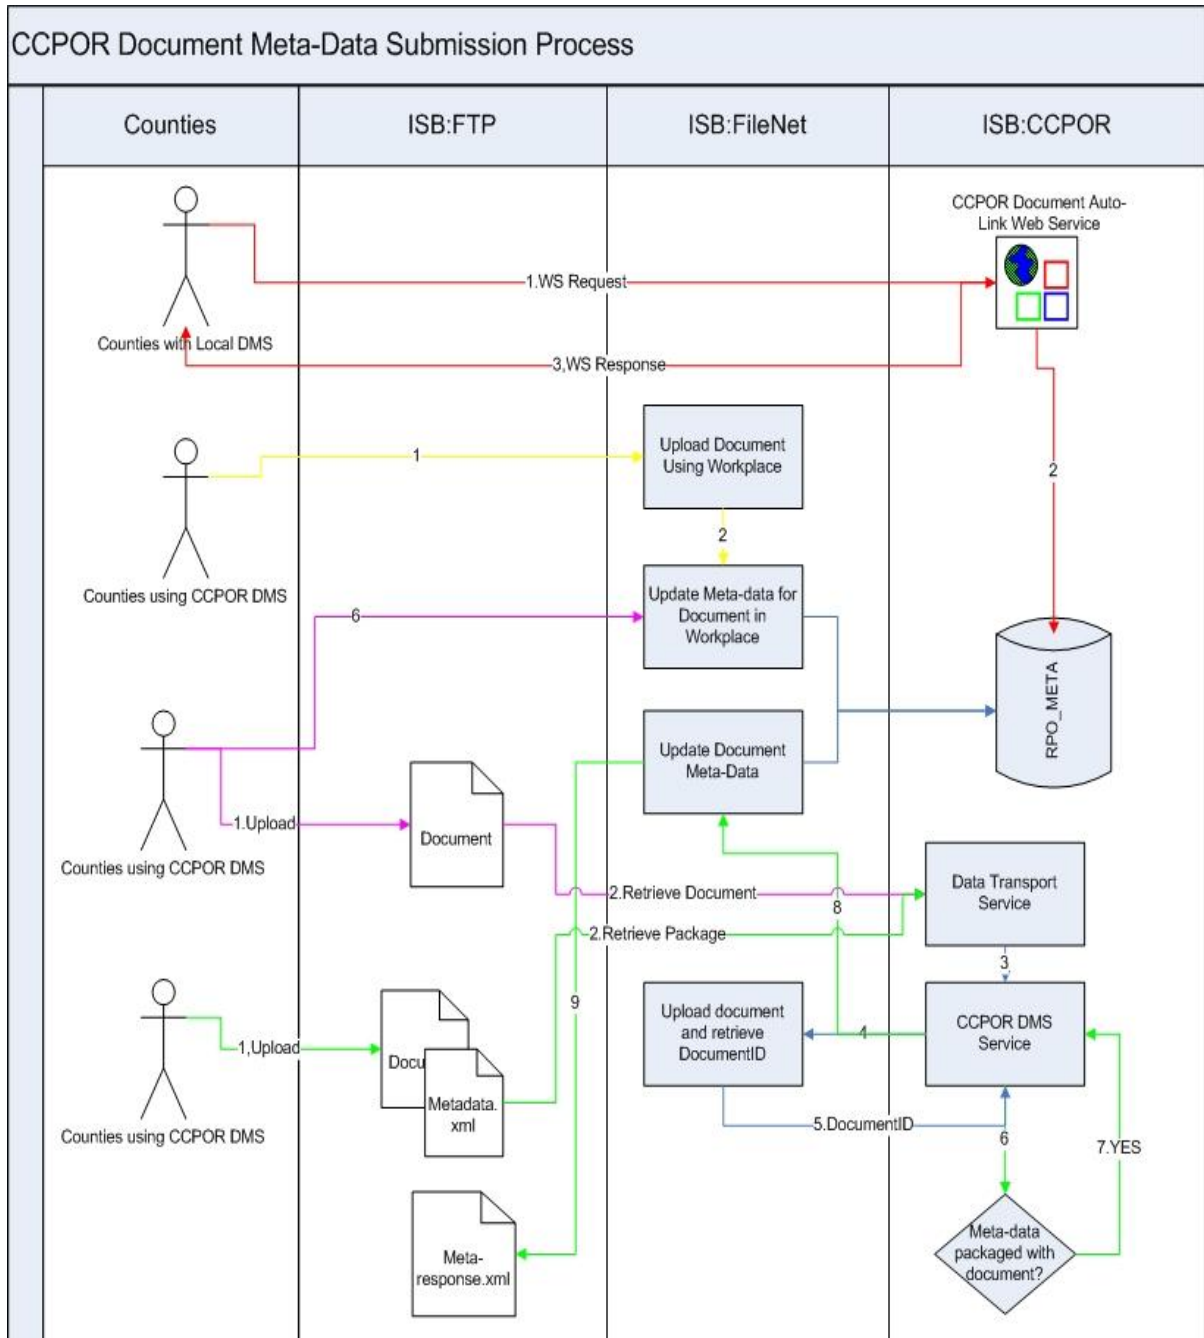 CCPOR Document Meta-Data Submission Process
Counties
ISB:FTP
ISB:FileNet
ISB:CCPOR
CCPOR Document Auto-
Link Web Service
1.WS Request
Counties with Local DMS
3,WS Response
2
Upload Document
Using Workplace
1
2
Counties using CCPOR DMS
6
Update Meta-data for
Document in
Workplace
RPO_META
Update Document
Meta-Data
1.Upload
Document
Counties using CCPOR DMS
2.Retrieve Document
Data Transport
Service
8
2.Retrieve Package
3
9
Upload document
and retrieve
DocumentID
4
CCPOR DMS
Service
1,Upload
Docu
Metadata.
xml
Counties using CCPOR DMS
5.DocumentID
6
7.YES
Meta-
response.xml
Meta-data
packaged with
document?